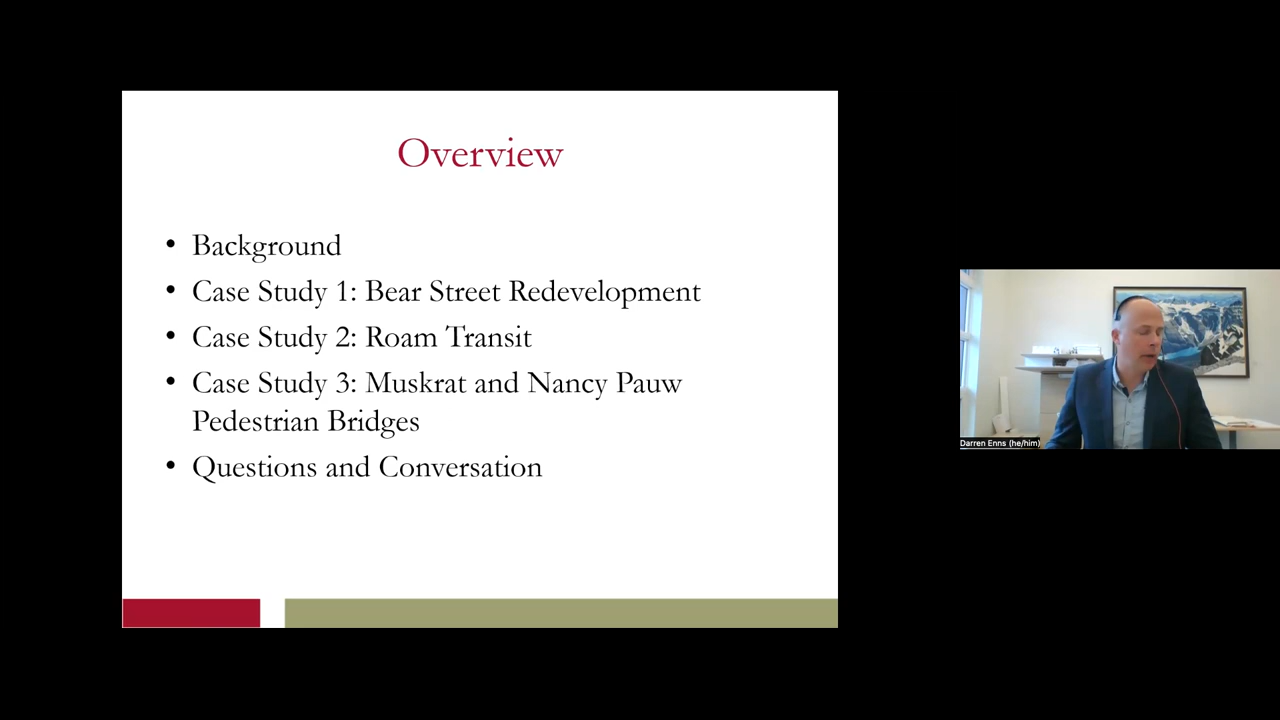 Overview
• Background
• Case Study 1: Bear Street Redevelopment
• Case Study 2: Roam Transit
• Case Study 3: Muskrat and Nancy Pauw
Pedestrian Bridges
• Questions and Conversation
Darren Enns (he/him)